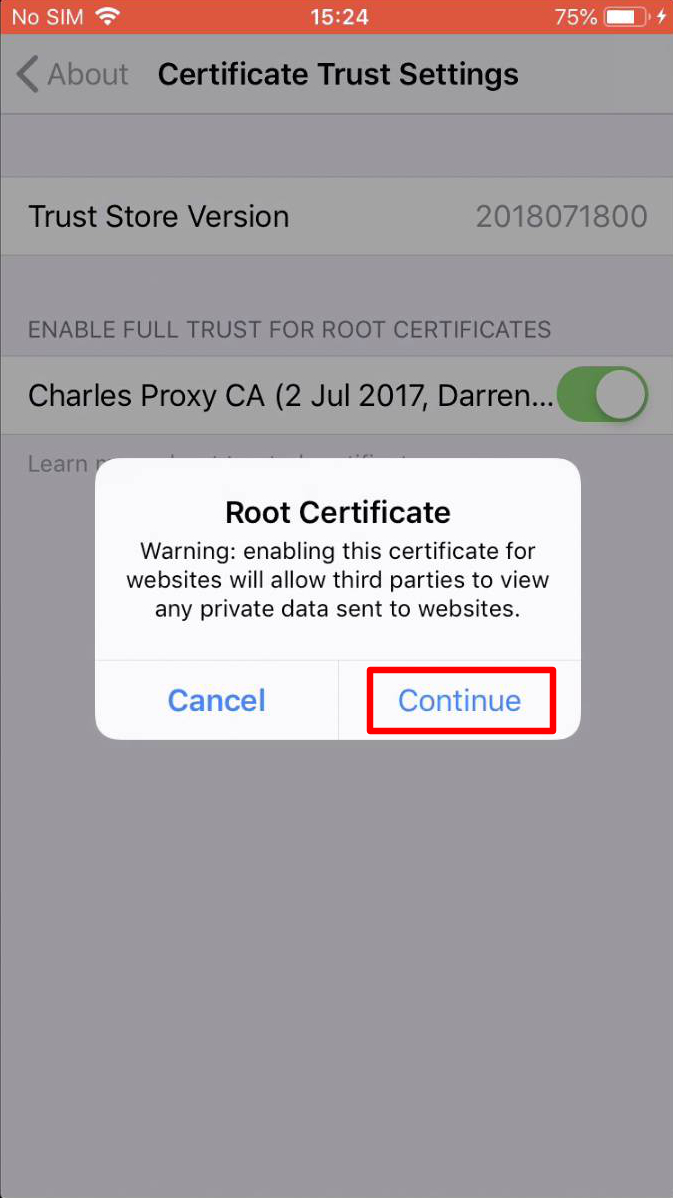 No SIM 15:24 75%
About Certificate Trust Settings
Trust Store Version 2018071800
ENABLE FULL TRUST FOR ROOT CERTIFICATES
Charles Proxy CA (2 Jul 2017, Darren...
Learn
Root Certificate
Warning: enabling this certificate for
websites will allow third parties to view
any private data sent to websites.
Cancel Continue